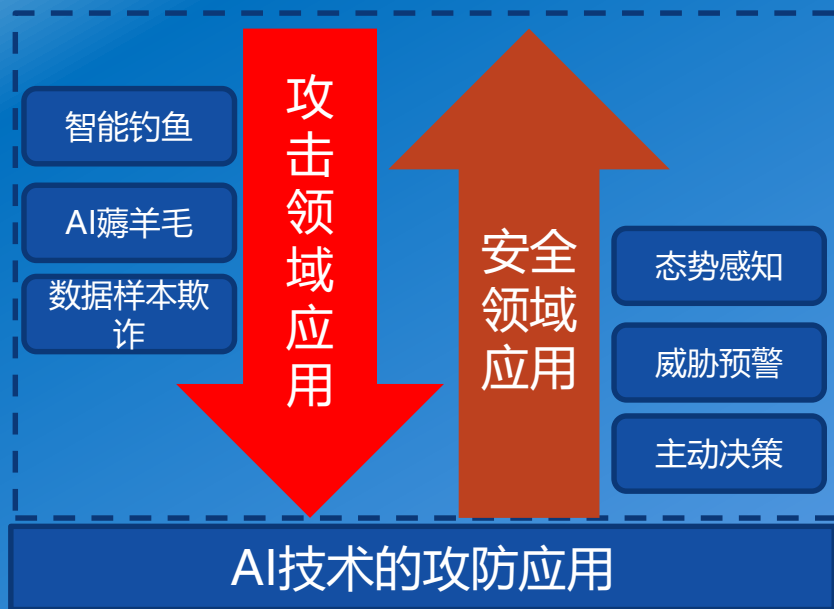 智能钓鱼
AI薅羊毛
数据样本欺
诈
攻击领域应用
安全
领域
应用
态势感知
威胁预警
主动决策
AI技术的攻防应用